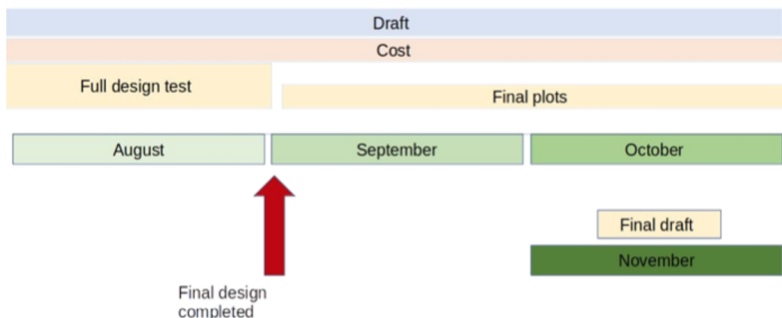 Draft
Cost
Full design test
Final plots
August
September
October
Final draft
November
Final design
completed